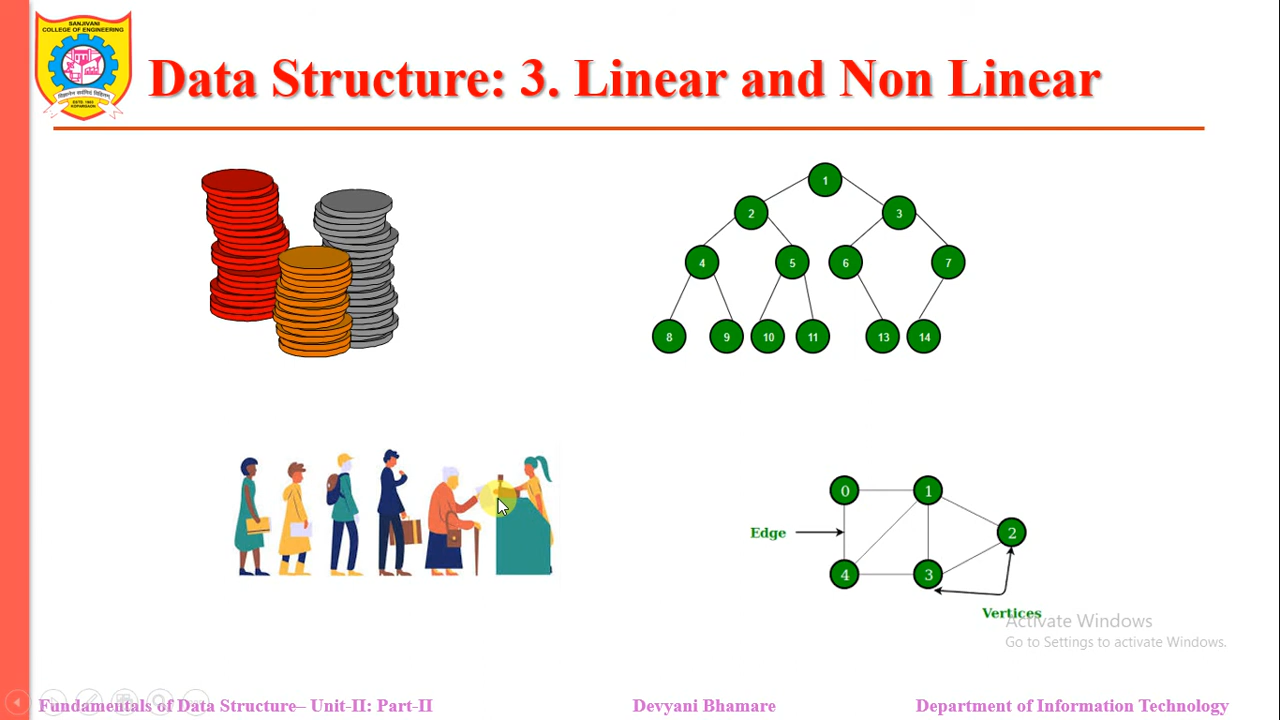 SANJIVANI
COLLEGE OF ENGINEERING
ESTD. 1983
KOPARGAON
Data Structure: 3. Linear and Non Linear
1
2
3
4
5
6
7
8
9
10
11
13
14
0
1
Edge
2
4
3
Vertices
Activate Windows
Go to Settings to activate Windows.
Fundamentals of Data Structure– Unit-II: Part-II
Devyani Bhamare
Department of Information Technology